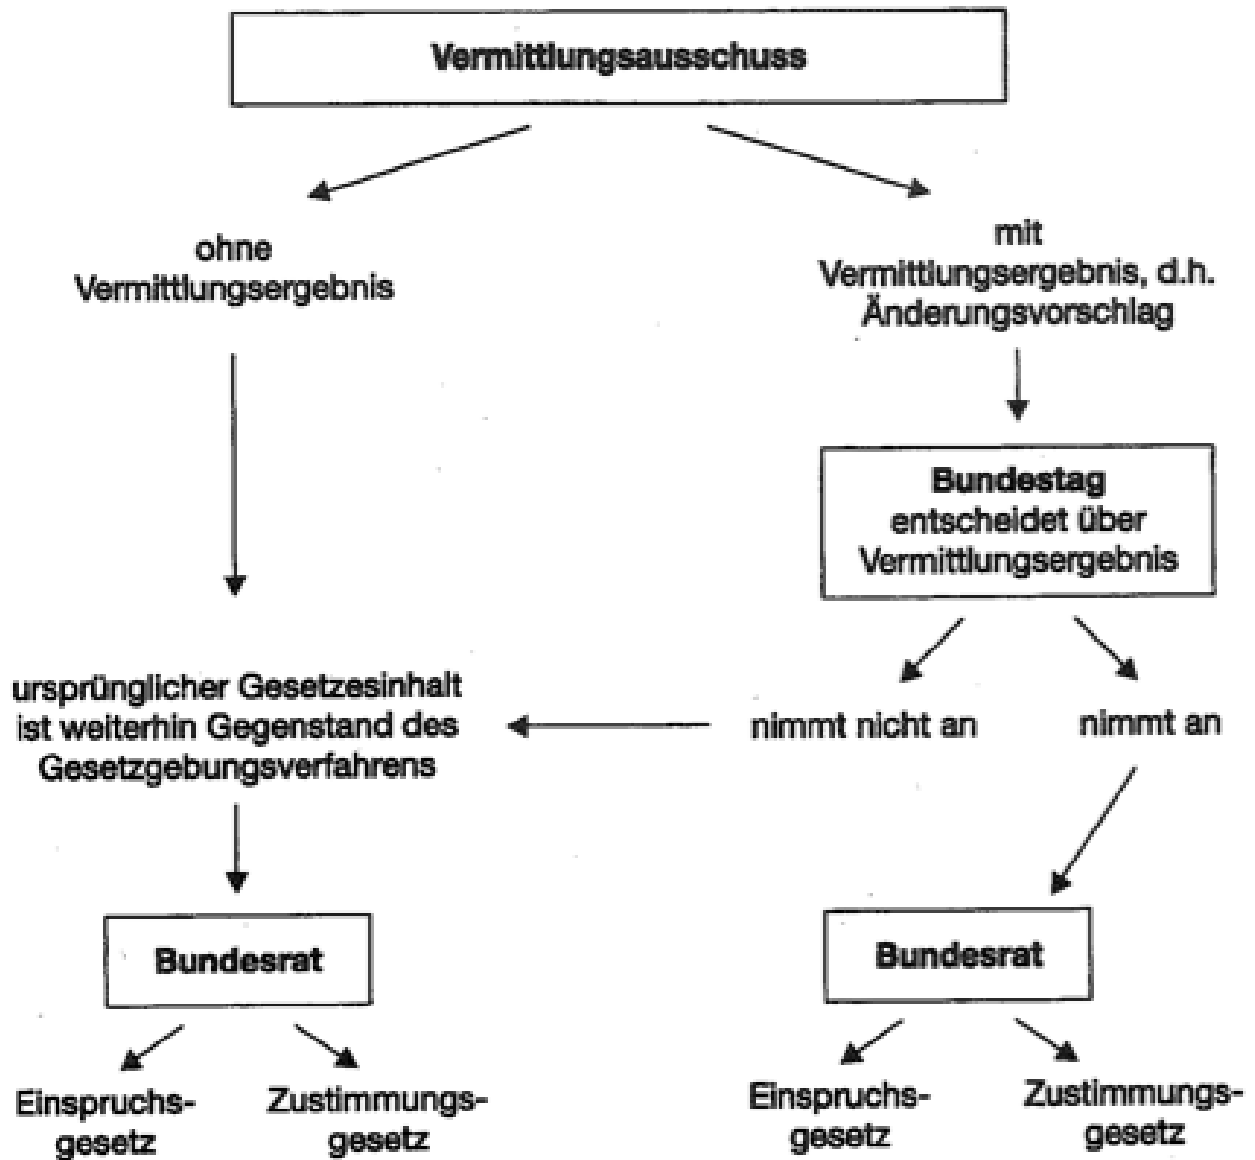 Vermittlungsausschuss
ohne
Vermittlungsergebnis
mit
Vermittlungsergebnis, d.h.
Änderungsvorschlag
Bundestag
entscheidet über
Vermittlungsergebnis
ursprünglicher Gesetzesinhalt
ist weiterhin Gegenstand des
Gesetzgebungsverfahrens
nimmt nicht an
nimmt an
Bundesrat
Bundesrat
Einspruchs-
gesetz
Zustimmungs-
gesetz
Einspruchs-
gesetz
Zustimmungs-
gesetz